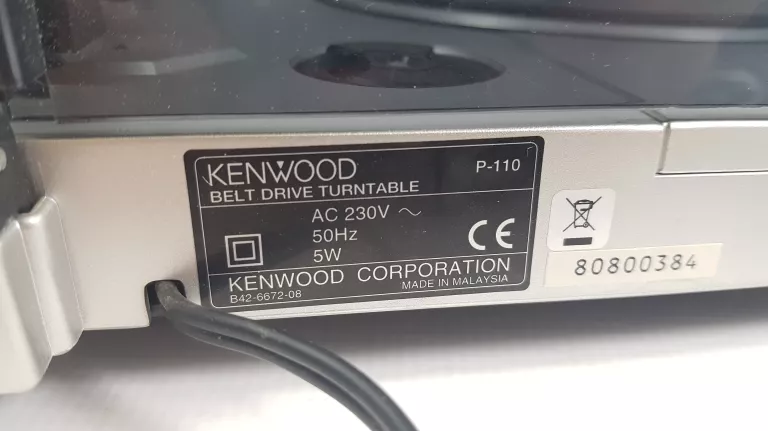 KENWOOD P-110
BELT DRIVE TURNTABLE
AC 230V ~
50Hz
5W
CE
KENWOOD CORPORATION
B42-6672-08 MADE IN MALAYSIA
80800384